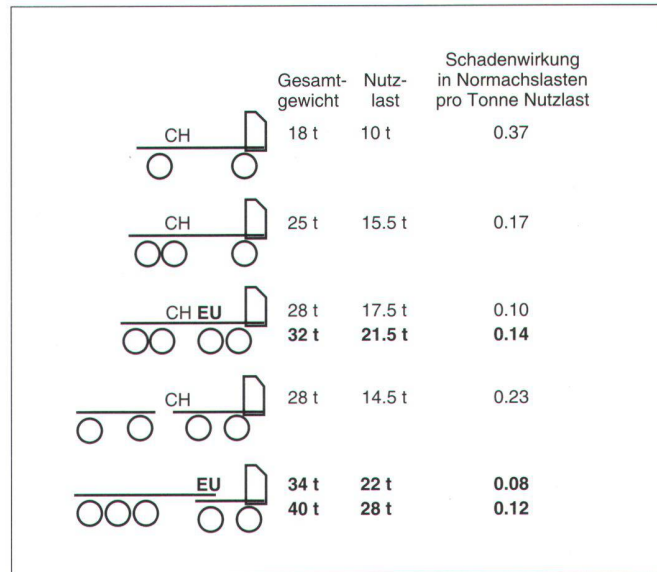 Schadenwirkung
Gesamt- Nutz- in Normachslasten
gewicht last pro Tonne Nutzlast
CH 18 t 10 t 0.37
CH 25 t 15.5 t 0.17
CH EU 28 t 17.5 t 0.10
32 t 21.5 t 0.14
CH 28 t 14.5 t 0.23
EU 34 t 22 t 0.08
40 t 28 t 0.12